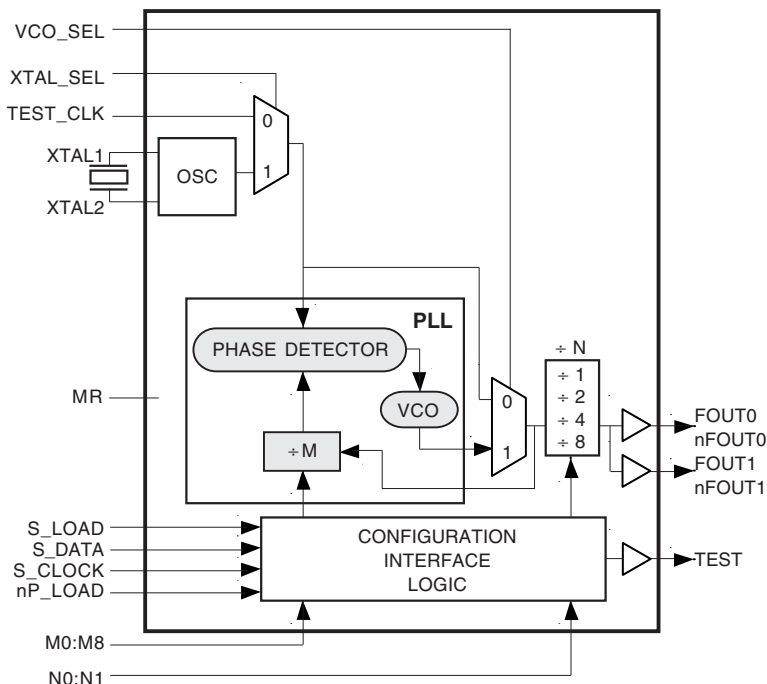 VCO_SEL
XTAL_SEL
TEST_CLK
0
XTAL1
OSC
1
XTAL2
PLL
PHASE DETECTOR
÷ N
÷ 1
÷ 2
÷ 4
÷ 8
MR
VCO
0
1
FOUT0
nFOUT0
FOUT1
nFOUT1
÷M
S_LOAD
S_DATA
S_CLOCK
nP_LOAD
CONFIGURATION
INTERFACE
LOGIC
TEST
M0:M8
N0:N1